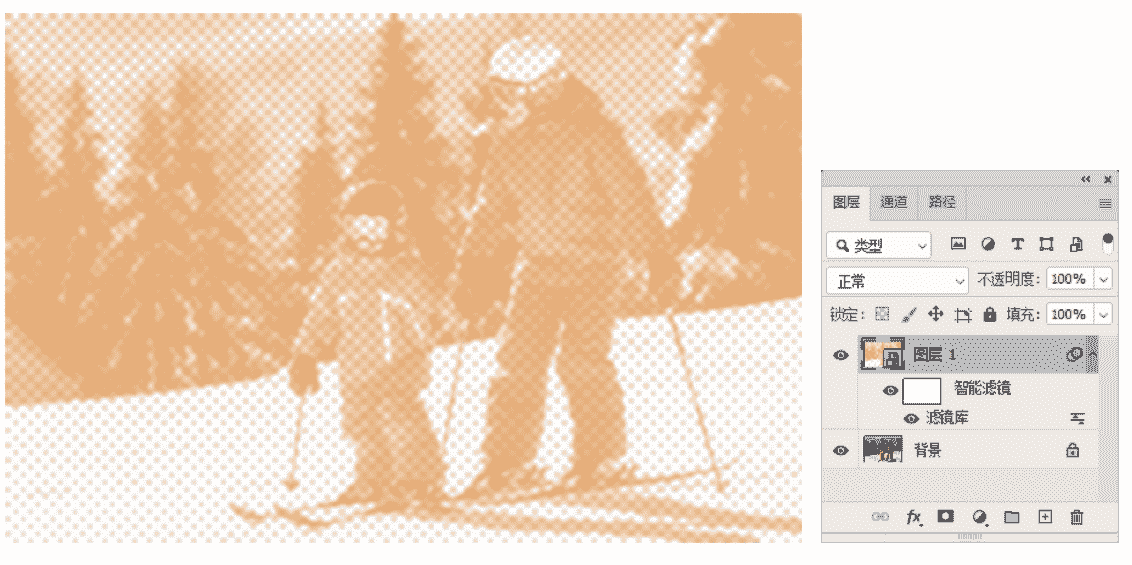 图层 通道 路径
类型
正常 不透明度: 100%
锁定: 填充: 100%
图层 1
智能滤镜
滤镜库
背景
fx